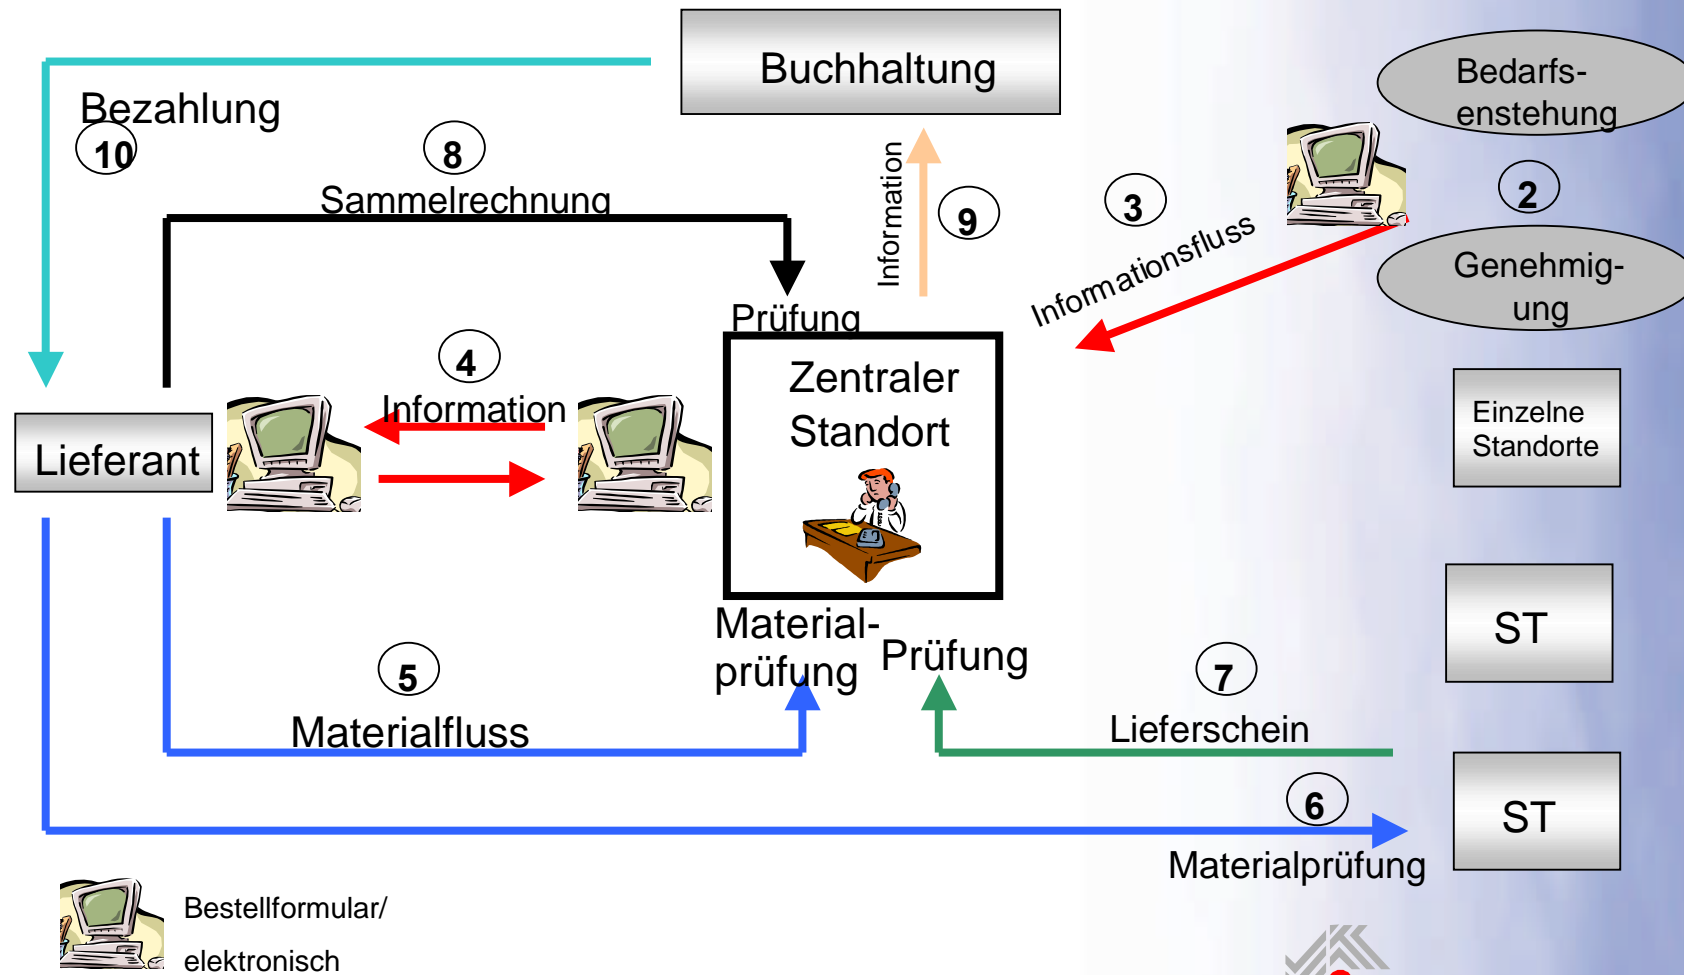 Buchhaltung
Bedarfs-
enstehung
Bezahlung
10
8
Sammelrechnung
Information
9
3
Informationsfluss
2
Genehmig-
ung
Prüfung
4
Information
Zentraler
Standort
Einzelne
Standorte
Lieferant
Material-
prüfung
Prüfung
ST
5
Materialfluss
7
Lieferschein
6
ST
Materialprüfung
Bestellformular/
elektronisch